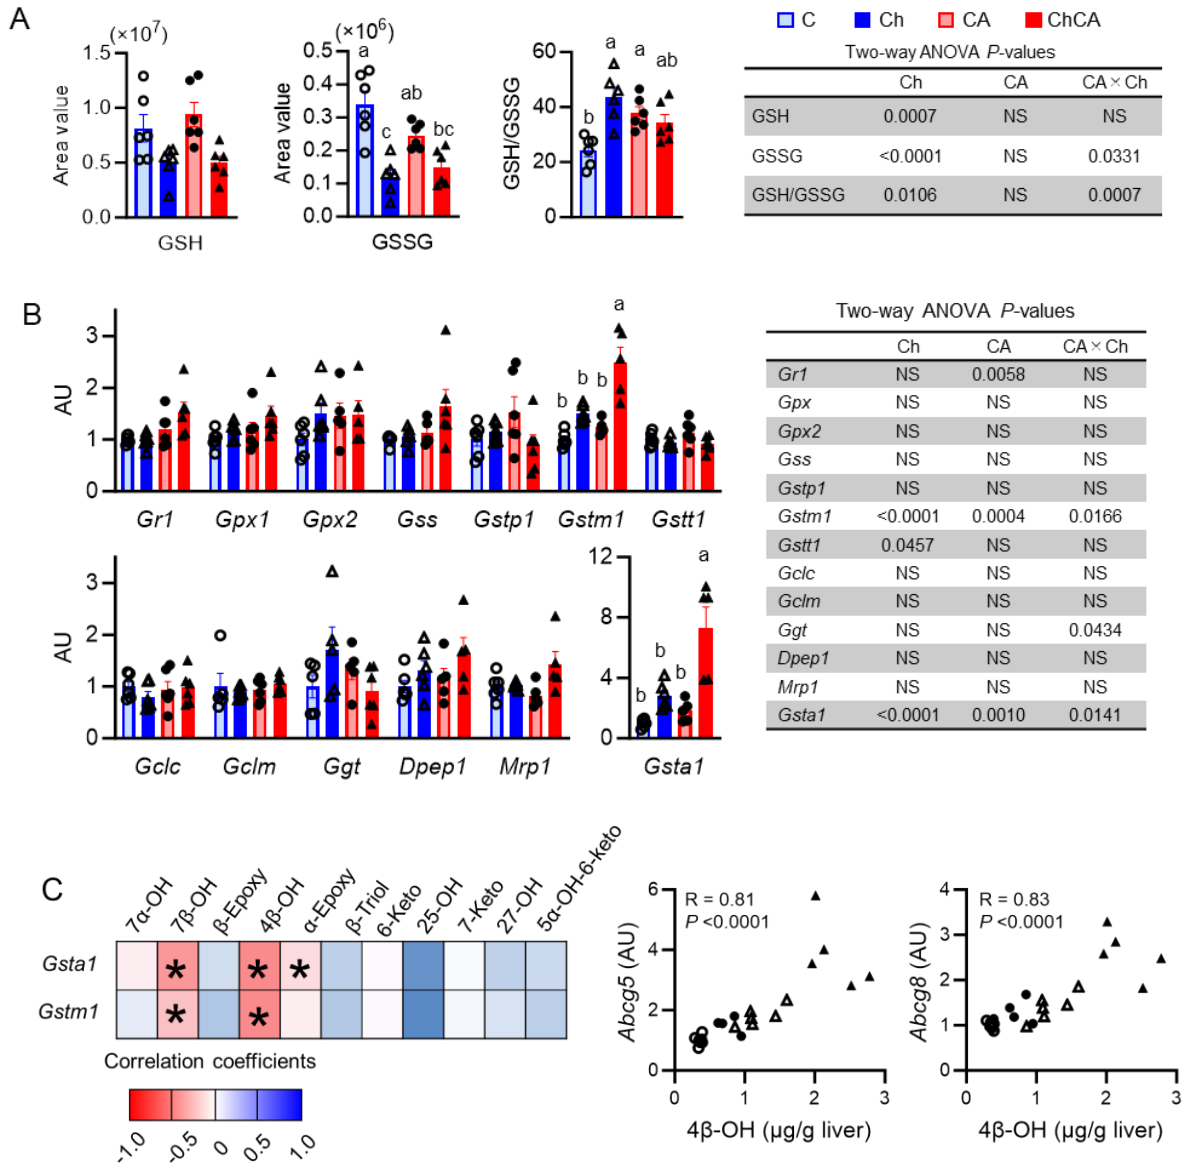 A
C Ch CA ChCA
(×10⁷)
1.5
1.0
0.5
0.0
Area value
GSH
(×10⁶)
0.5
0.4
0.3
0.2
0.1
0.0
Area value
a
c
ab
bc
GSSG
60
40
20
0
GSH/GSSG
b
a
a
ab
Two-way ANOVA P-values
Ch CA CA×Ch
GSH 0.0007 NS NS
GSSG <0.0001 NS 0.0331
GSH/GSSG 0.0106 NS 0.0007
B
3
2
1
0
AU
b
b
b
a
Gr1 Gpx1 Gpx2 Gss Gstp1 Gstm1 Gstt1
3
2
1
0
AU
Gclc Gclm Ggt Dpep1 Mrp1
12
8
4
0
b
b
b
a
Gsta1
Two-way ANOVA P-values
Ch CA CA×Ch
Gr1 NS 0.0058 NS
Gpx NS NS NS
Gpx2 NS NS NS
Gss NS NS NS
Gstp1 NS NS NS
Gstm1 <0.0001 0.0004 0.0166
Gstt1 0.0457 NS NS
Gclc NS NS NS
Gclm NS NS NS
Ggt NS NS 0.0434
Dpep1 NS NS NS
Mrp1 NS NS NS
Gsta1 <0.0001 0.0010 0.0141
C
7α-OH
7β-OH
β-Epoxy
4β-OH
α-Epoxy
β-Triol
6-Keto
25-OH
7-Keto
27-OH
5α-OH-6-keto
Gsta1 * * *
Gstm1 * *
Correlation coefficients
-1.0 -0.5 0 0.5 1.0
6
4
2
0
Abcg5 (AU)
R = 0.81
P <0.0001
0 1 2 3
4β-OH (μg/g liver)
4
3
2
1
0
Abcg8 (AU)
R = 0.83
P <0.0001
0 1 2 3
4β-OH (μg/g liver)